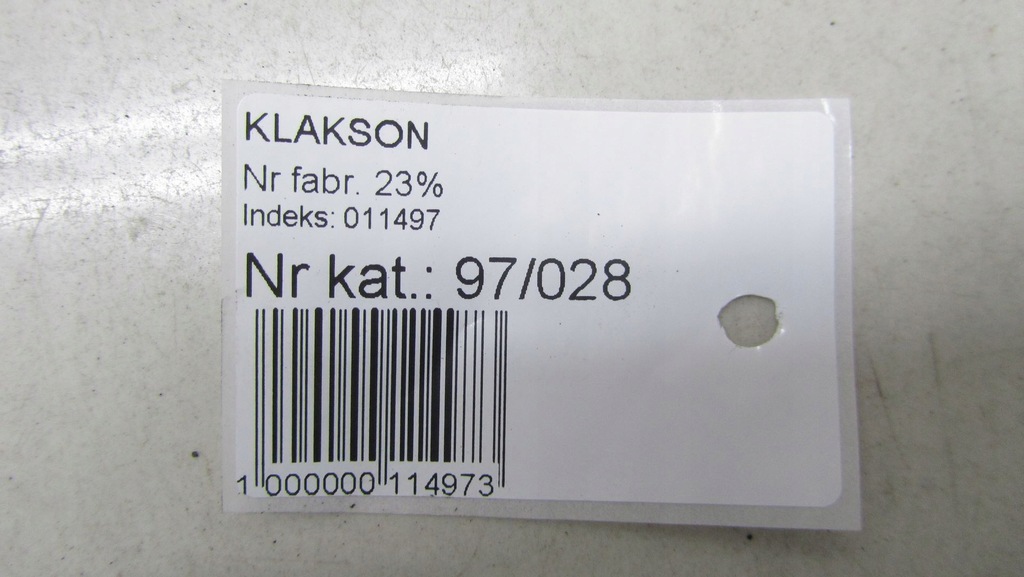 KLAKSON
Nr fabr. 23%
Indeks: 011497
Nr kat.: 97/028
1 000000 114973